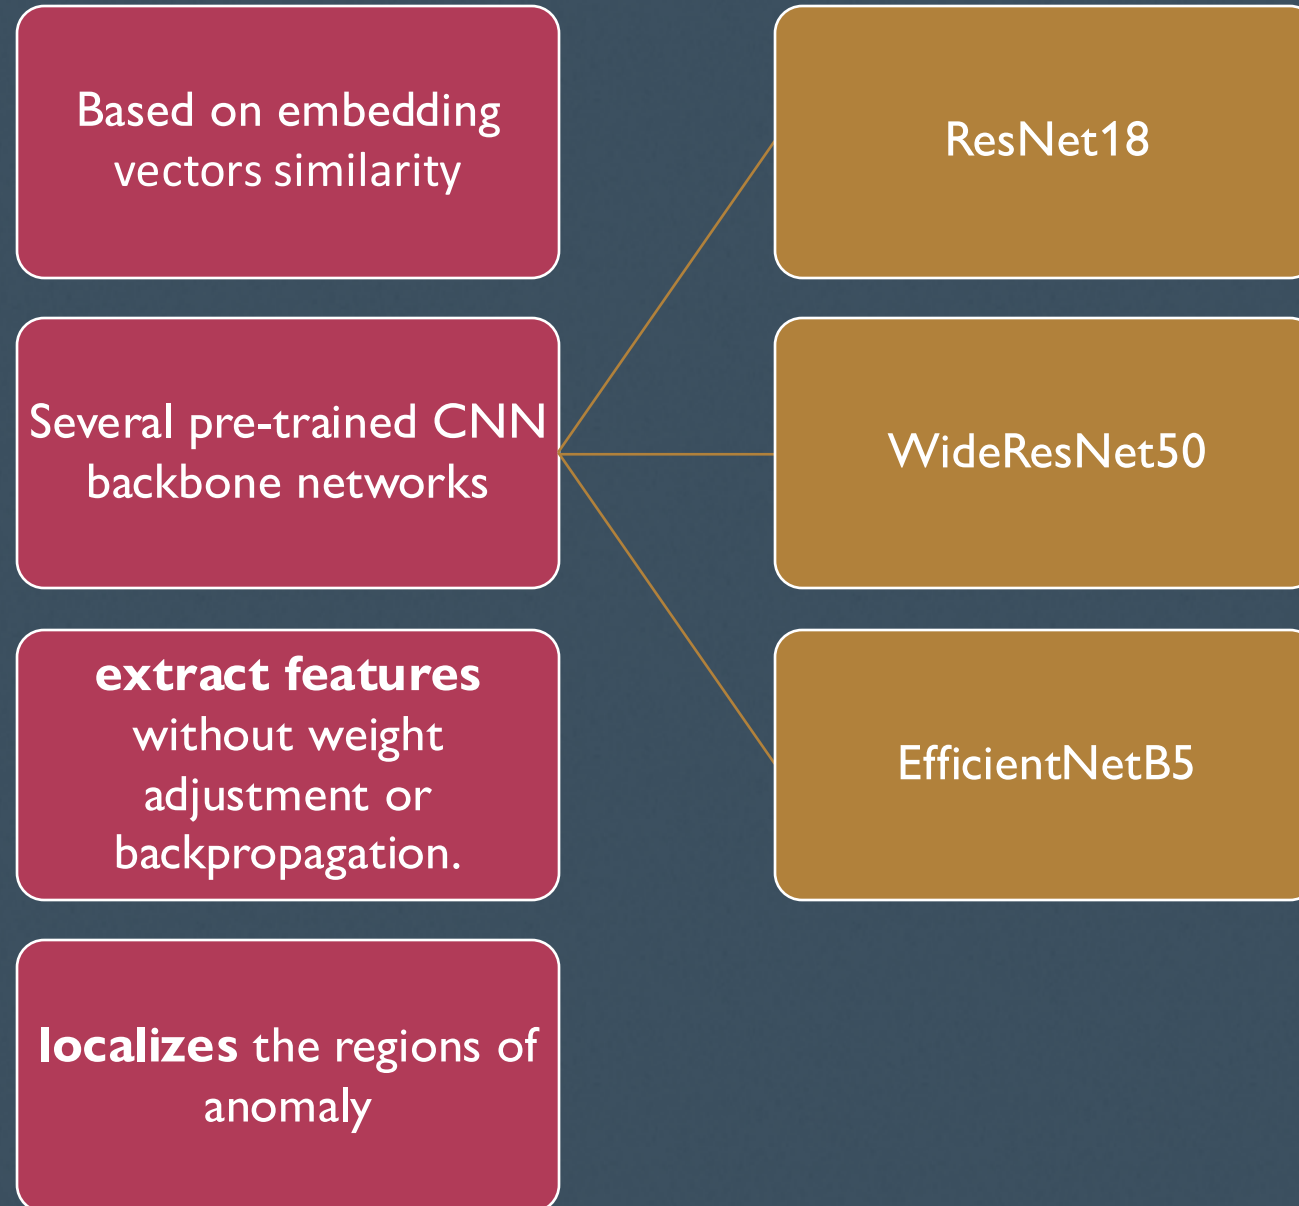 Based on embedding
vectors similarity
ResNet18
Several pre-trained CNN
backbone networks
WideResNet50
extract features
without weight
adjustment or
backpropagation.
EfficientNetB5
localizes the regions of
anomaly